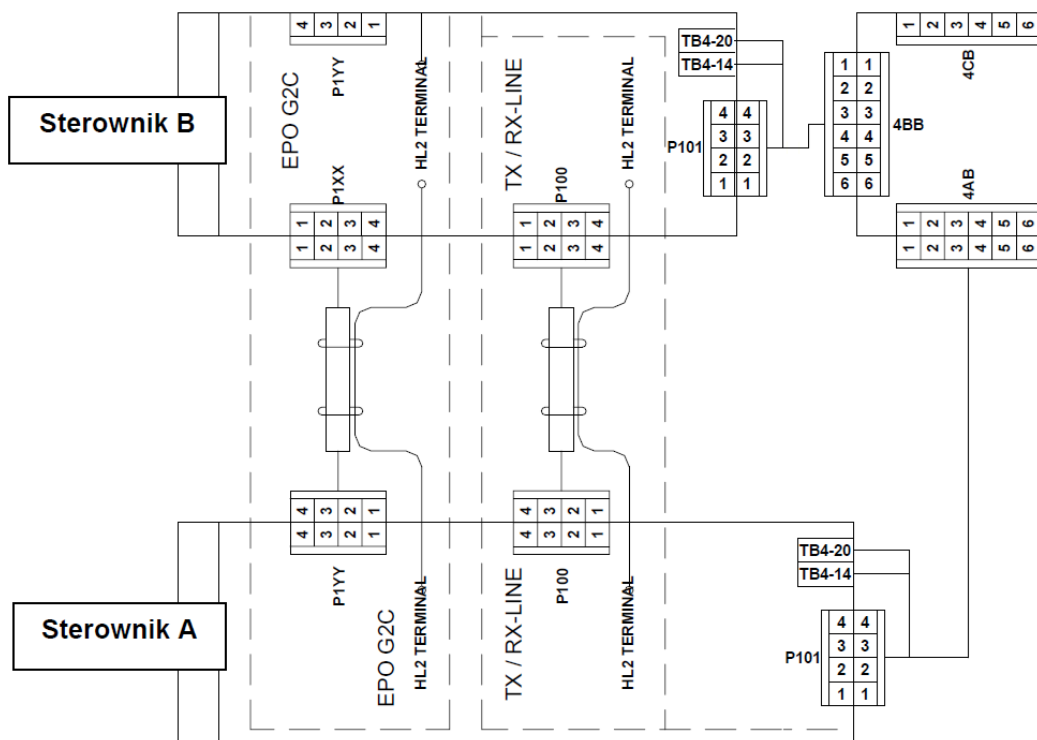 4 3 2 1
P1YY
EPO G2C
HL2 TERMINAL
TX / RX-LINE
HL2 TERMINAL
TB4-20
TB4-14
1 2 3 4 5 6
4CB
Sterownik B
P101
4 4
3 3
2 2
1 1
1 1
2 2
3 3
4 4
5 5
6 6
4BB
P1XX
P100
4AB
1 2 3 4
1 2 3 4
1 2 3 4
1 2 3 4
1 2 3 4 5 6
1 2 3 4 5 6
4 3 2 1
4 3 2 1
4 3 2 1
4 3 2 1
Sterownik A
P1YY
EPO G2C
HL2 TERMINAL
TX / RX-LINE
P100
HL2 TERMINAL
TB4-20
TB4-14
P101
4 4
3 3
2 2
1 1